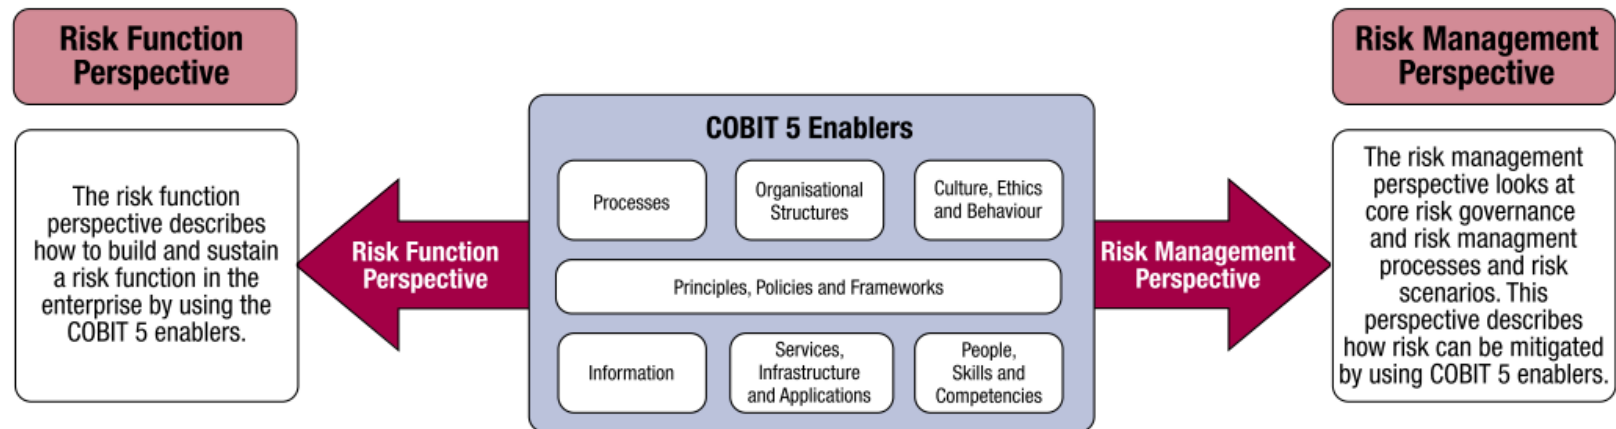 Risk Function
Perspective
The risk function
perspective describes
how to build and sustain
a risk function in the
enterprise by using the
COBIT 5 enablers.
Risk Function
Perspective
COBIT 5 Enablers
Processes
Organisational
Structures
Culture, Ethics
and Behaviour
Principles, Policies and Frameworks
Information
Services,
Infrastructure
and Applications
People,
Skills and
Competencies
Risk Management
Perspective
Risk Management
Perspective
The risk management
perspective looks at
core risk governance
and risk managment
processes and risk
scenarios. This
perspective describes
how risk can be mitigated
by using COBIT 5 enablers.